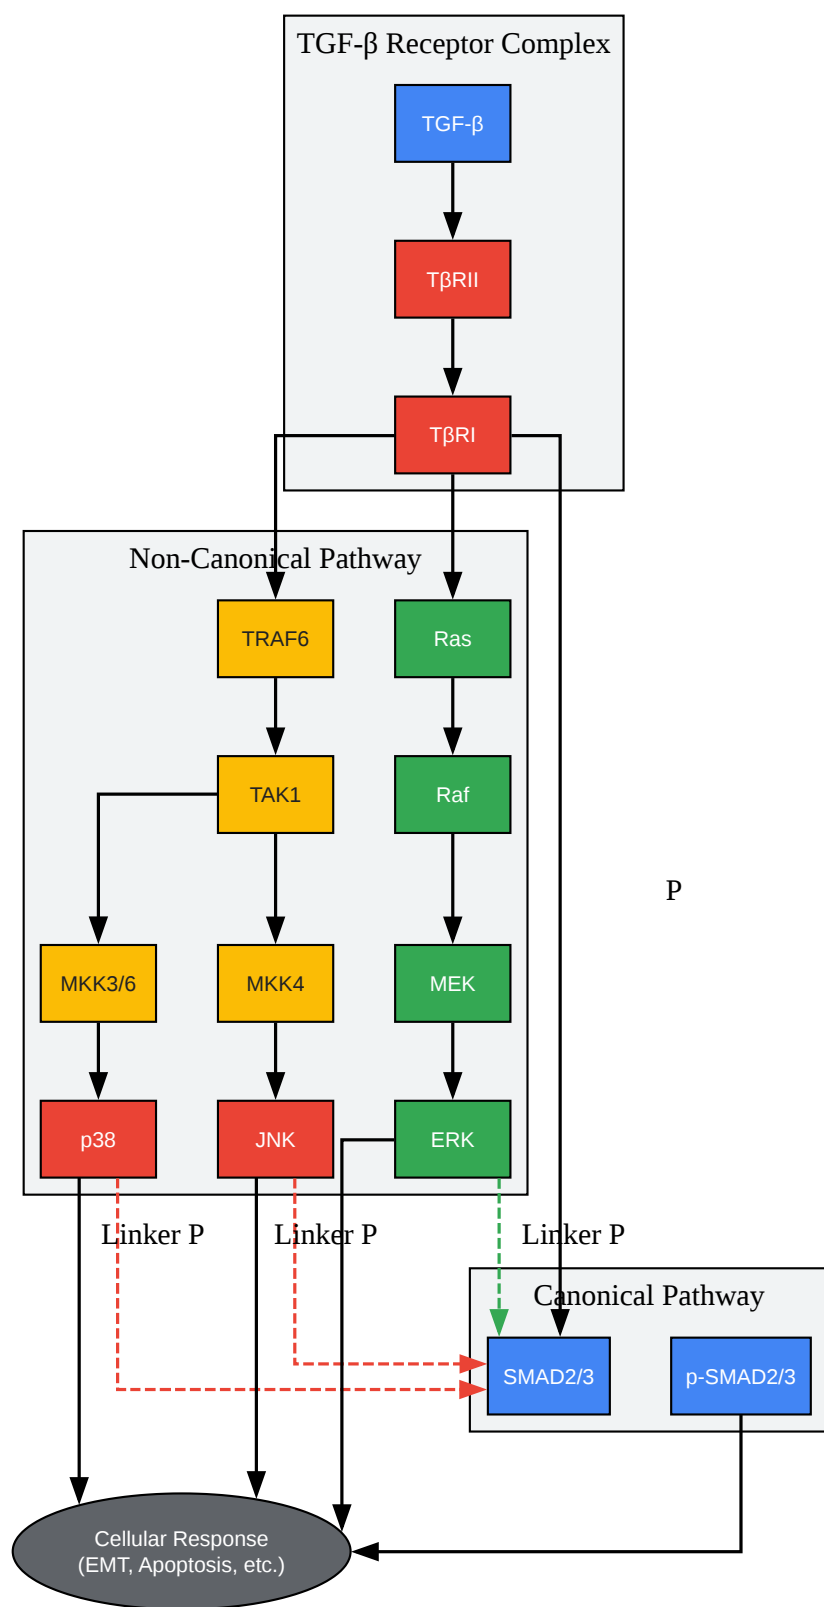 TGF-β Receptor Complex
TGF-β
TβRII
TβRI
Non-Canonical Pathway
TRAF6
Ras
TAK1
Raf
P
MKK3/6
MKK4
MEK
p38
JNK
ERK
Linker P
Linker P
Linker P
Canonical Pathway
SMAD2/3
p-SMAD2/3
Cellular Response
(EMT, Apoptosis, etc.)